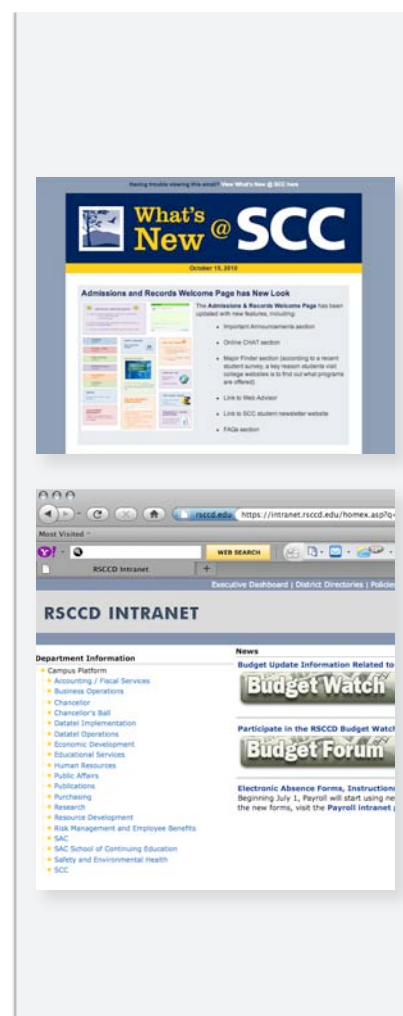 Having trouble viewing this email? View What's New @ SCC here
What's New @ SCC
October 15, 2010
Admissions and Records Welcome Page has New Look
The Admissions & Records Welcome Page has been
updated with new features, including:
• Important Announcements section
• Online CHAT section
• Major Finder section (according to a recent
student survey, a key reason students visit
college websites is to find out what programs
are offered)
• Link to Web Advisor
• Link to SCC student newsletter website
• FAQs section
rsccd.edu https://intranet.rsccd.edu/homex.asp?q=
Most Visited
Y! WEB SEARCH
RSCCD Intranet +
Executive Dashboard | District Directories | Policies
RSCCD INTRANET
Department Information
Campus Platform
Accounting / Fiscal Services
Business Operations
Chancellor
Chancellor's Ball
Datatel Implementation
Datatel Operations
Economic Development
Educational Services
Human Resources
Public Affairs
Publications
Purchasing
Research
Resource Development
Risk Management and Employee Benefits
SAC
SAC School of Continuing Education
Safety and Environmental Health
SCC
News
Budget Update Information Related to
Budget Watch
Participate in the RSCCD Budget Watch
Budget Forum
Electronic Absence Forms, Instructions
Beginning July 1, Payroll will start using ne
the new forms, visit the Payroll intranet